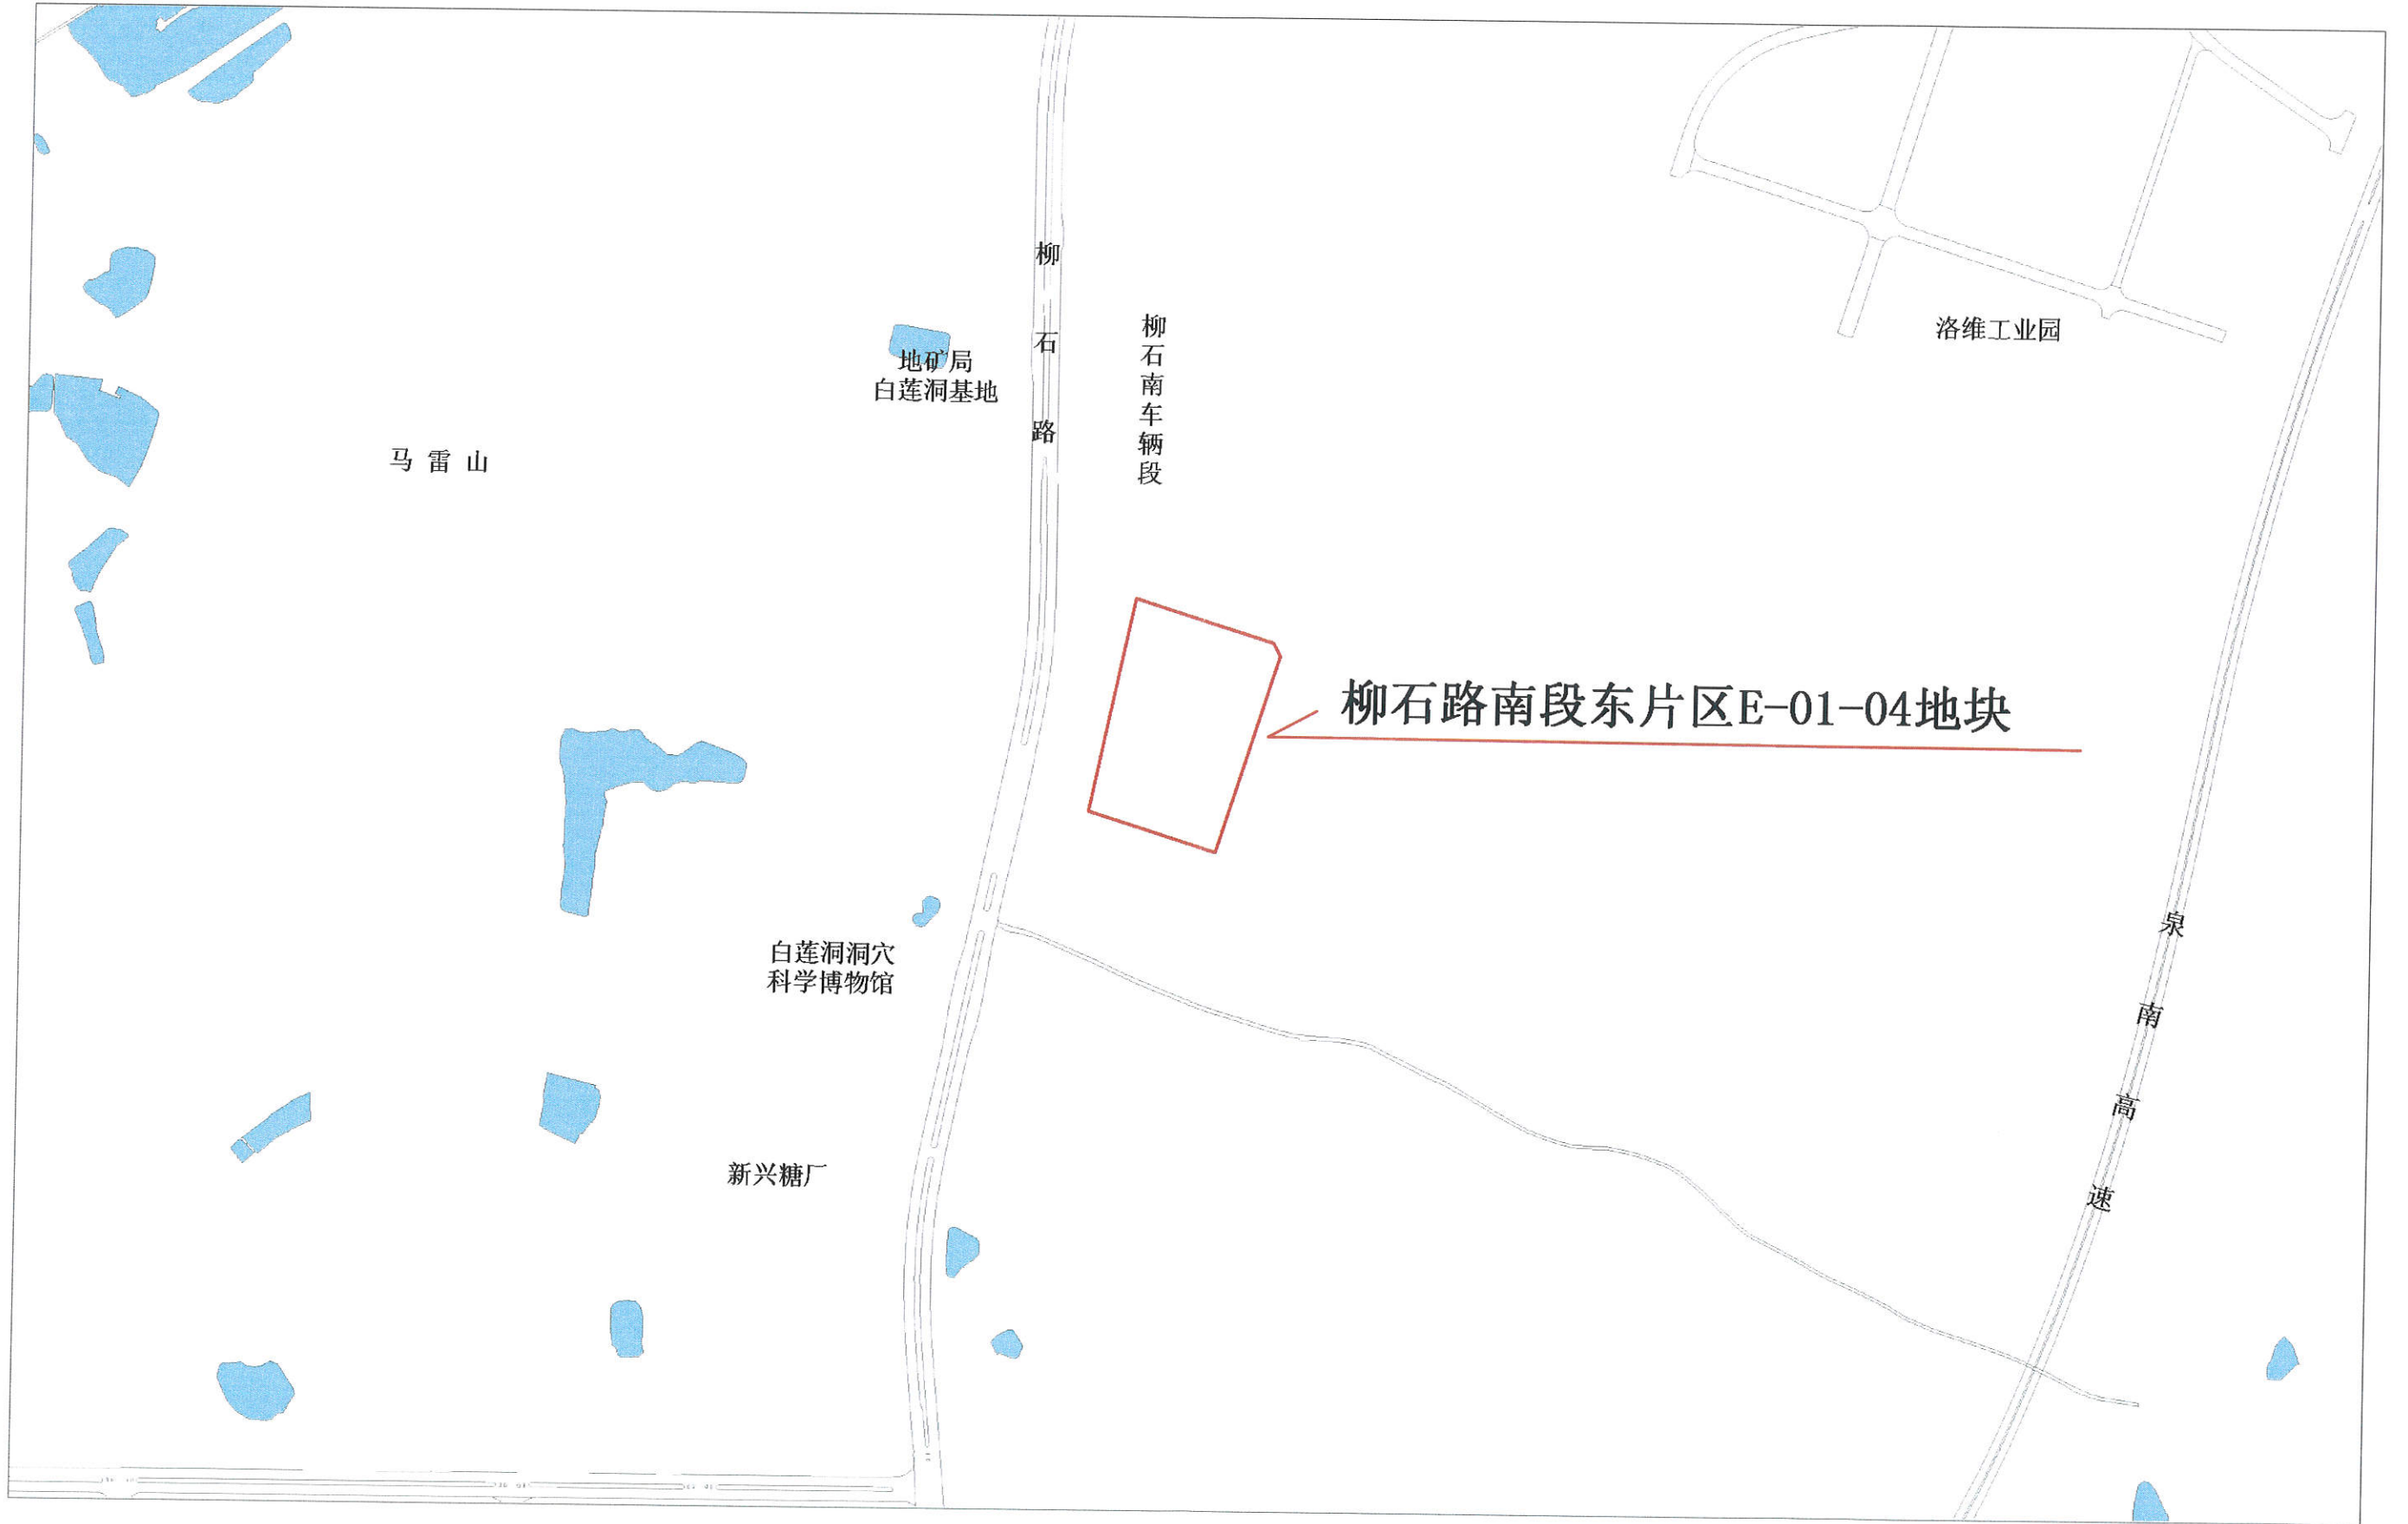 柳石路
柳石南车辆段
洛维工业园
地矿局
白莲洞基地
马雷山
柳石路南段东片区E-01-04地块
泉南高速
白莲洞洞穴
科学博物馆
新兴糖厂